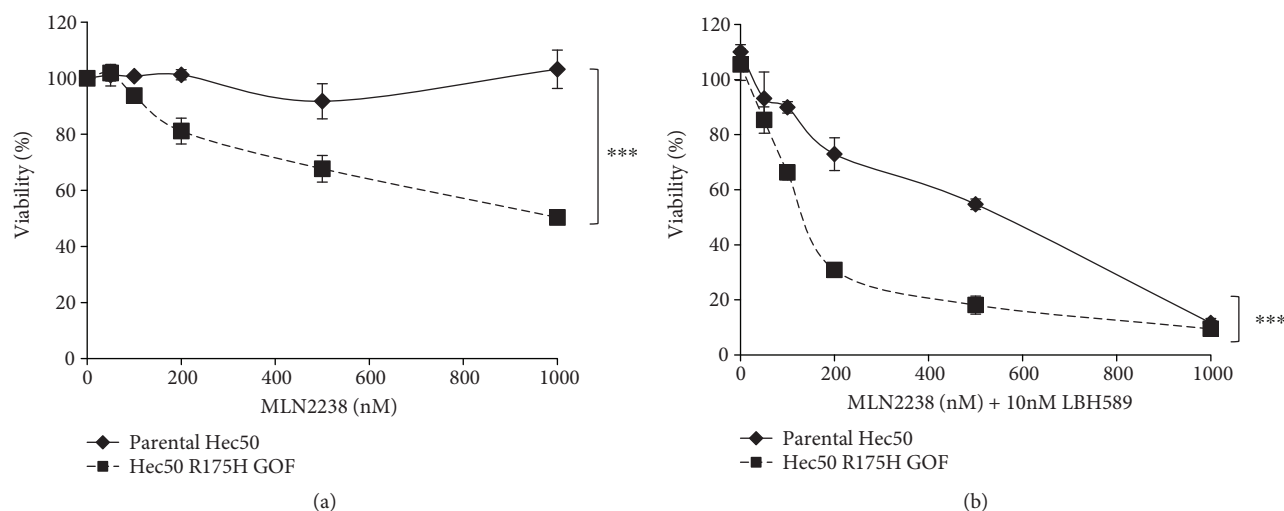 120
100
80
60
40
20
0
Viability (%)
0 200 400 600 800 1000
MLN2238 (nM)
***
Parental Hec50
Hec50 R175H GOF
(a)
120
100
80
60
40
20
0
Viability (%)
0 200 400 600 800 1000
MLN2238 (nM) + 10nM LBH589
***
Parental Hec50
Hec50 R175H GOF
(b)